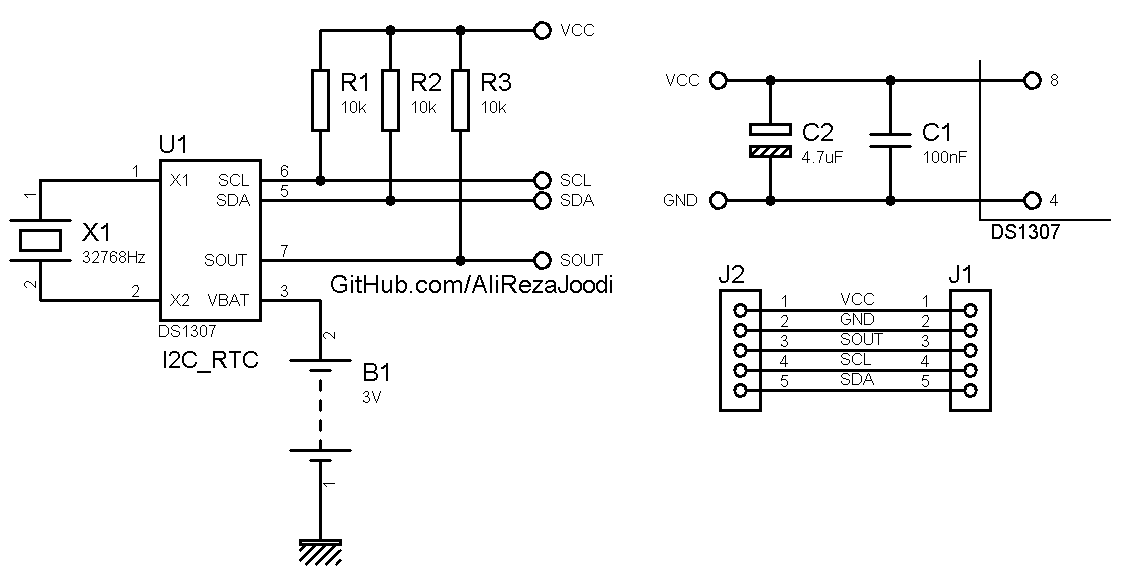 VCC
R1
10k
R2
10k
R3
10k
U1
1
X1
SCL
6
SCL
SDA
5
SDA
1
X1
32768Hz
2
SOUT
7
SOUT
GitHub.com/AliRezaJoodi
2
X2
VBAT
3
DS1307
I2C_RTC
2
B1
3V
1
VCC
8
C2
4.7uF
C1
100nF
GND
4
DS1307
J2
J1
1
VCC
1
2
GND
2
3
SOUT
3
4
SCL
4
5
SDA
5